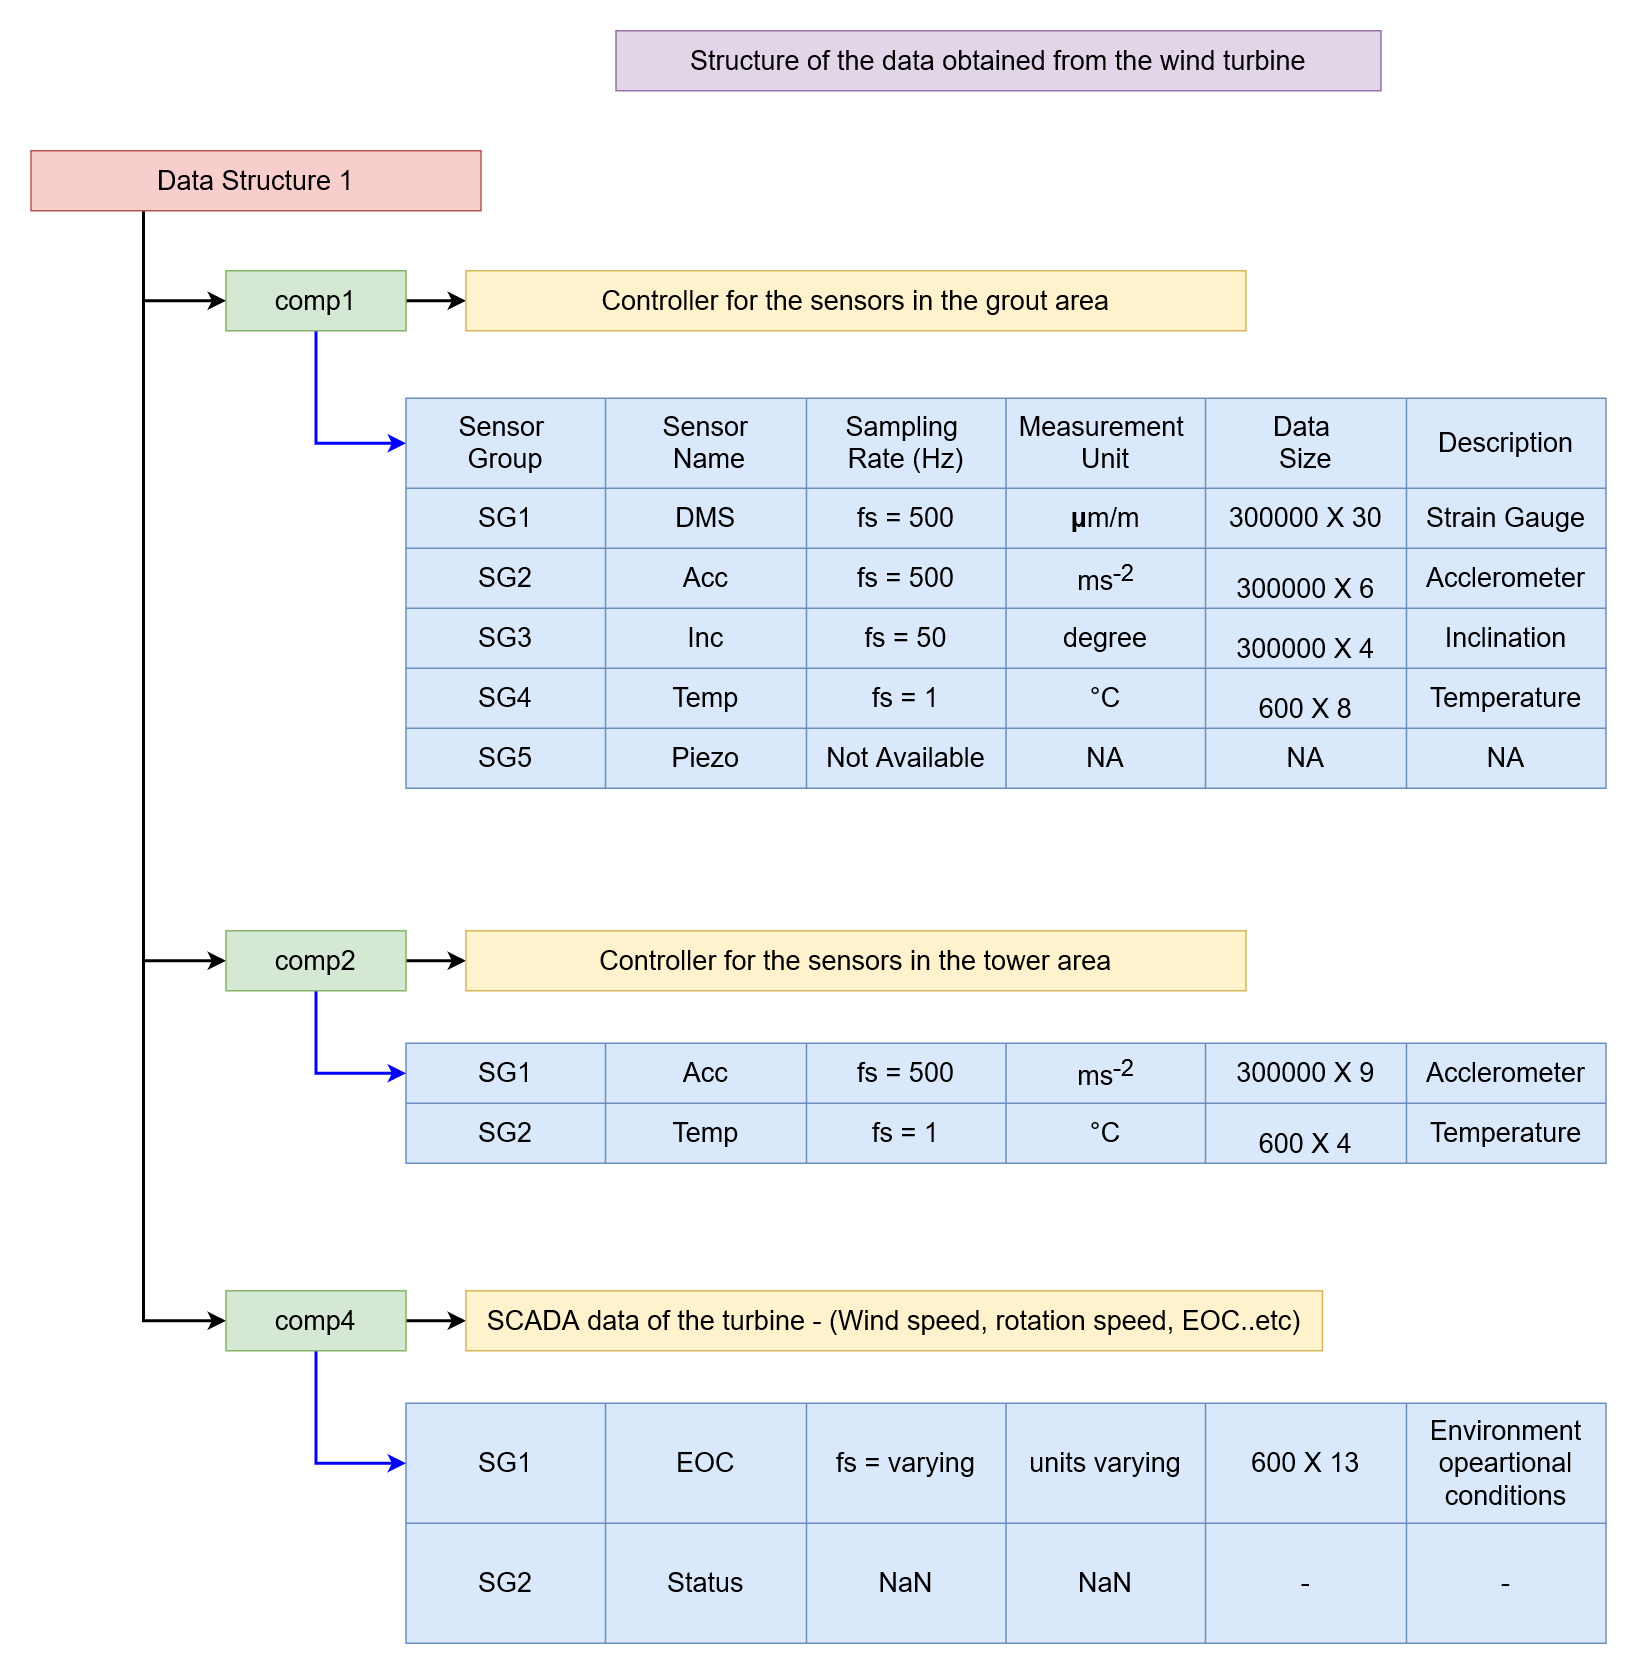 Structure of the data obtained from the wind turbine
Data Structure 1
comp1
Controller for the sensors in the grout area
Sensor Group
Sensor Name
Sampling Rate (Hz)
Measurement Unit
Data Size
Description
SG1 DMS fs = 500 µm/m 300000 X 30 Strain Gauge
SG2 Acc fs = 500 ms-2 300000 X 6 Acclerometer
SG3 Inc fs = 50 degree 300000 X 4 Inclination
SG4 Temp fs = 1 °C 600 X 8 Temperature
SG5 Piezo Not Available NA NA NA
comp2
Controller for the sensors in the tower area
SG1 Acc fs = 500 ms-2 300000 X 9 Acclerometer
SG2 Temp fs = 1 °C 600 X 4 Temperature
comp4
SCADA data of the turbine - (Wind speed, rotation speed, EOC..etc)
SG1 EOC fs = varying units varying 600 X 13 Environment opeartional conditions
SG2 Status NaN NaN - -